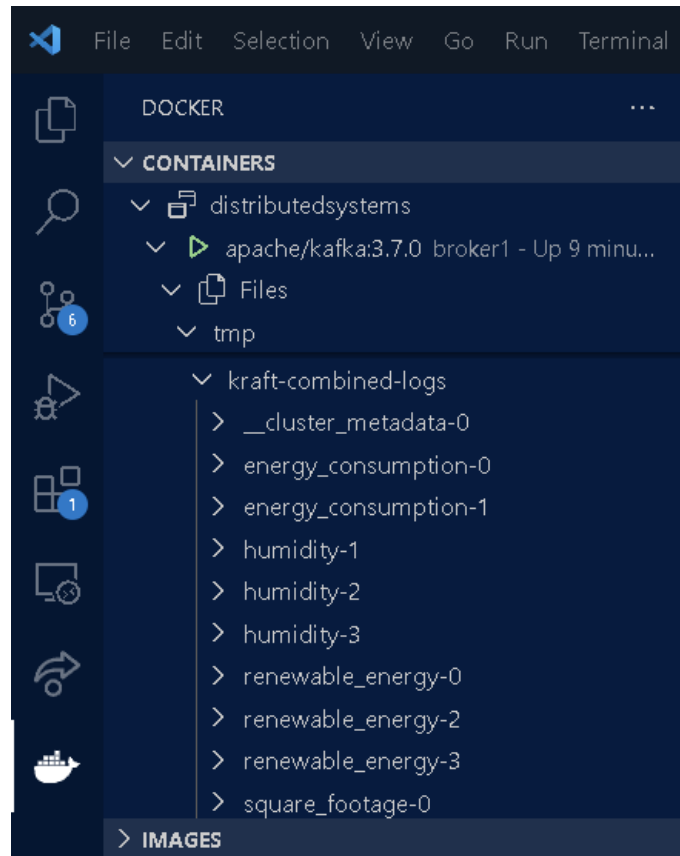 File Edit Selection View Go Run Terminal
DOCKER ...
CONTAINERS
distributedsystems
apache/kafka:3.7.0 broker1 - Up 9 minu...
Files
6
tmp
kraft-combined-logs
__cluster_metadata-0
energy_consumption-0
1
energy_consumption-1
humidity-1
humidity-2
humidity-3
renewable_energy-0
renewable_energy-2
renewable_energy-3
square_footage-0
IMAGES